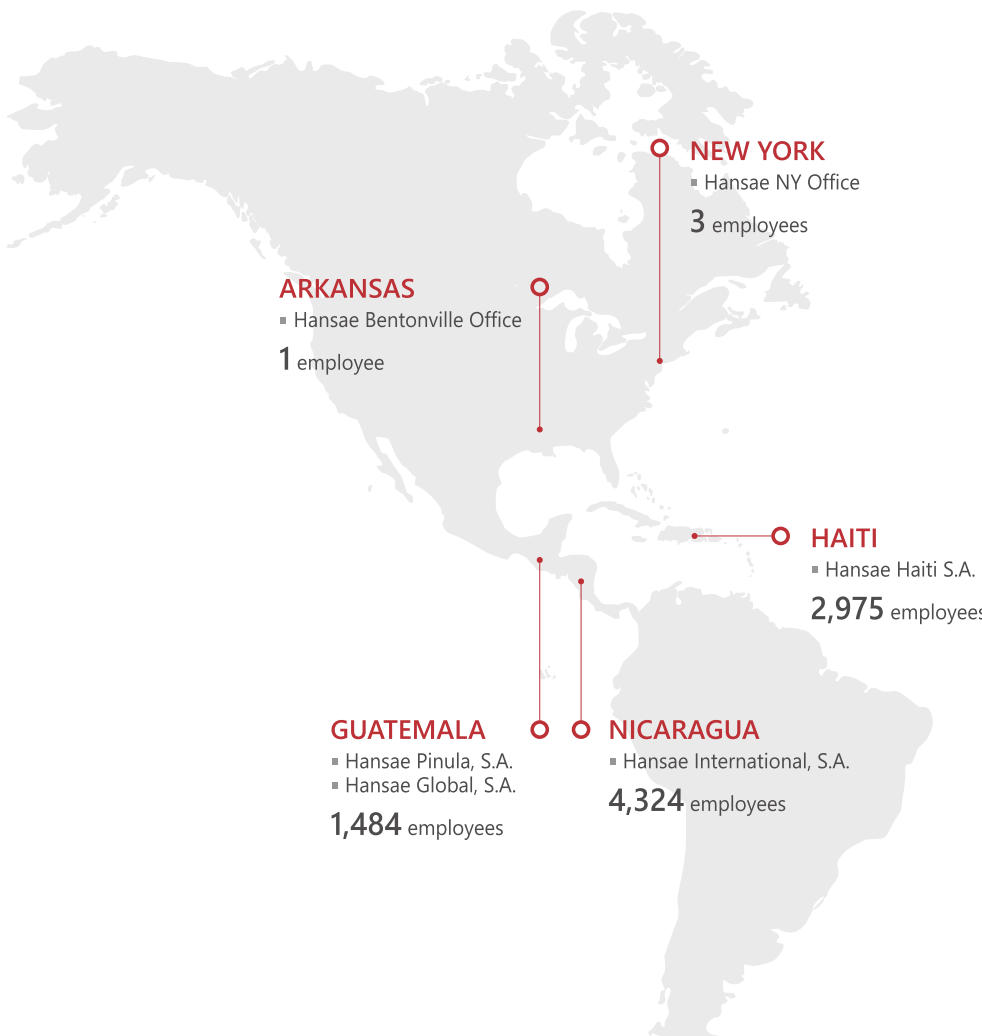 NEW YORK
▪ Hansae NY Office
3 employees
ARKANSAS
▪ Hansae Bentonville Office
1 employee
HAITI
▪ Hansae Haiti S.A.
2,975 employees
GUATEMALA
▪ Hansae Pinula, S.A.
▪ Hansae Global, S.A.
1,484 employees
NICARAGUA
▪ Hansae International, S.A.
4,324 employees